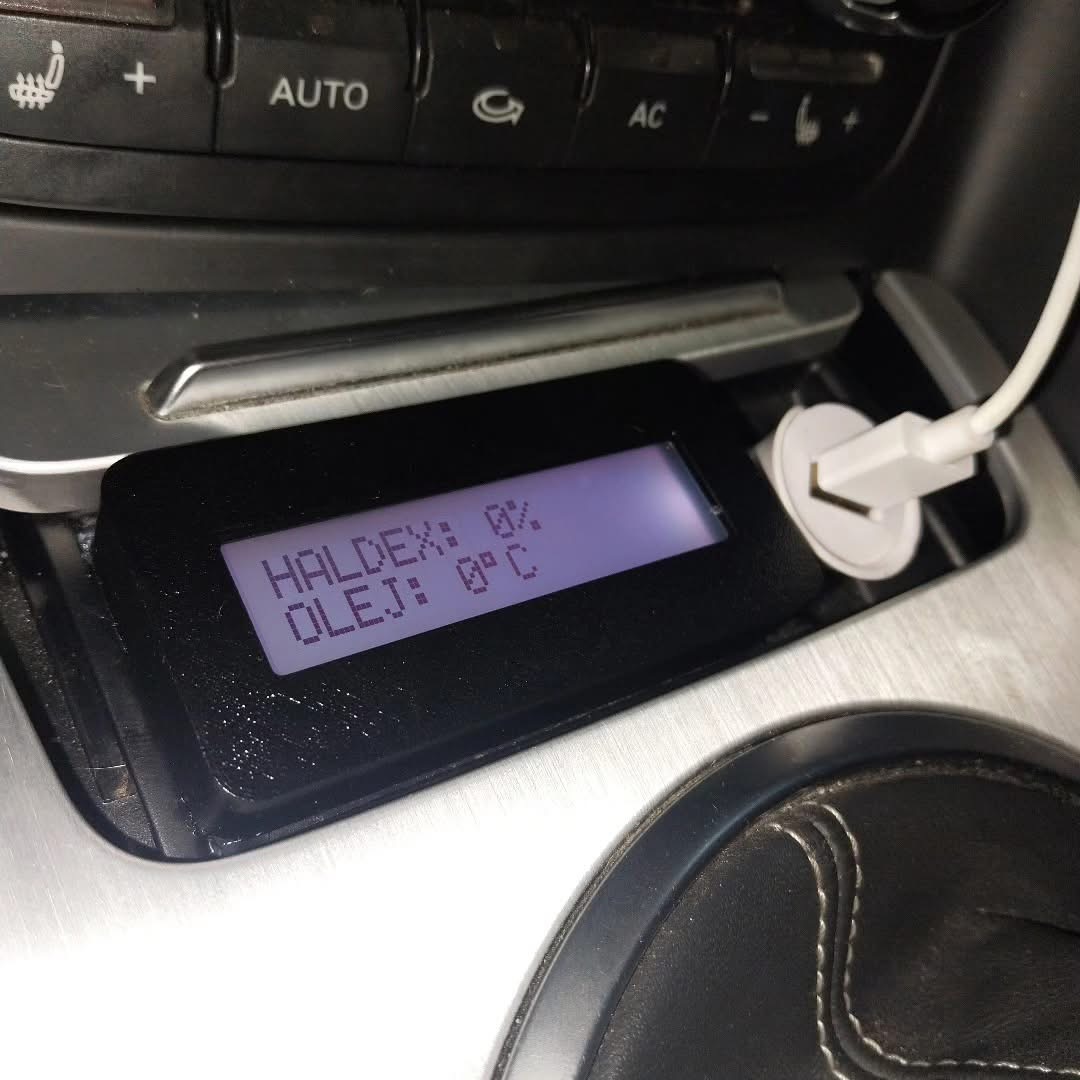 +
AUTO
AC
- +
HALDEX: 0%
OLEJ: 0°C